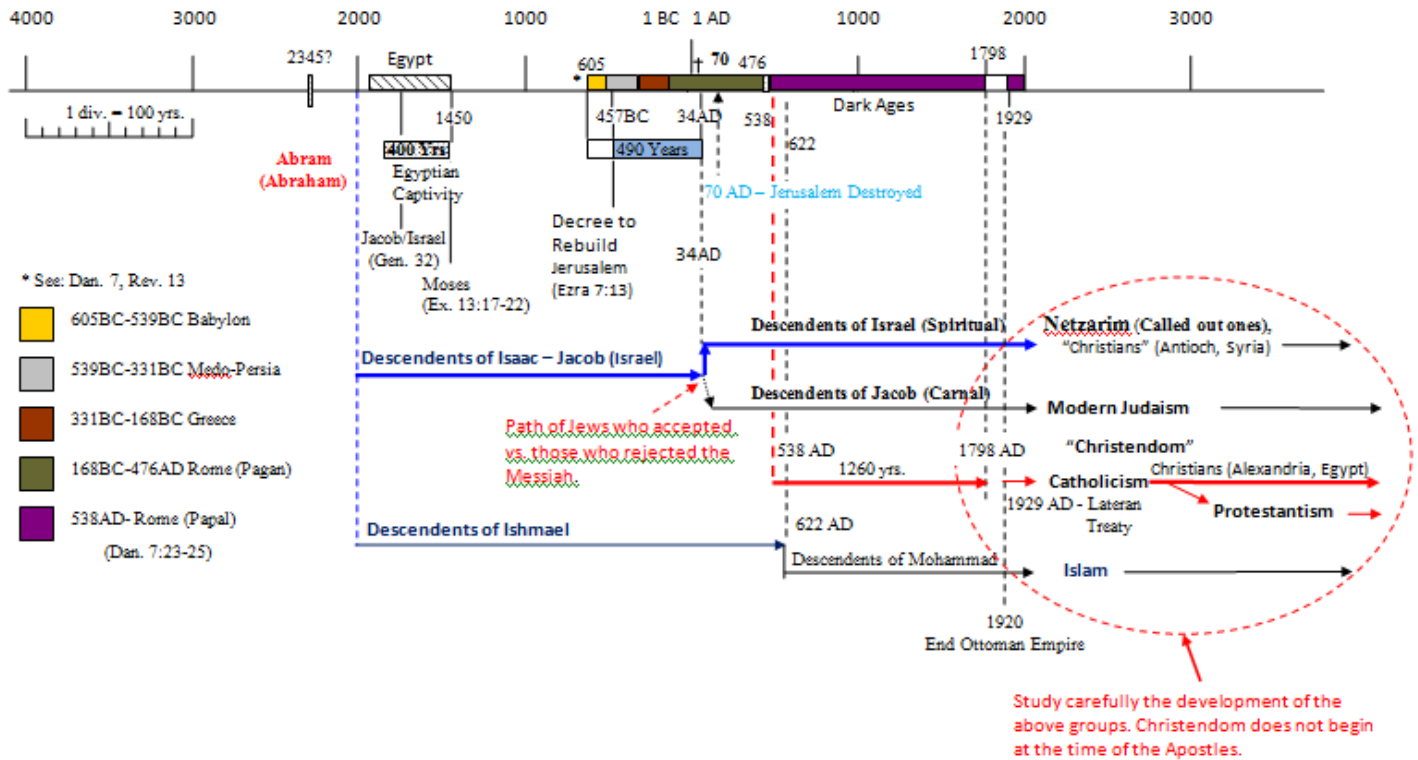 4000 3000 2000 1000 1 BC 1 AD 1000 2000 3000
2345?
Egypt
605
70
476
1798
*
Dark Ages
1 div. = 100 yrs.
1450
457BC
34AD
538
1929
622
400 Yrs
490 Years
Abram
(Abraham)
Egyptian
Captivity
70 AD – Jerusalem Destroyed
Jacob/Israel
(Gen. 32)
Decree to
Rebuild
Jerusalem
(Ezra 7:13)
34AD
Moses
(Ex. 13:17-22)
* See: Dan. 7, Rev. 13
605BC-539BC Babylon
539BC-331BC Medo-Persia
331BC-168BC Greece
168BC-476AD Rome (Pagan)
538AD- Rome (Papal)
(Dan. 7:23-25)
Descendents of Isaac – Jacob (Israel)
Descendents of Israel (Spiritual)
Netzarim (Called out ones),
"Christians" (Antioch, Syria)
Descendents of Jacob (Carnal)
Modern Judaism
Path of Jews who accepted
vs. those who rejected the
Messiah.
538 AD
1798 AD
"Christendom"
1260 yrs.
Christians (Alexandria, Egypt)
Catholicism
1929 AD - Lateran
Treaty
Protestantism
Descendents of Ishmael
622 AD
Descendents of Mohammad
Islam
1920
End Ottoman Empire
Study carefully the development of the
above groups. Christendom does not begin
at the time of the Apostles.